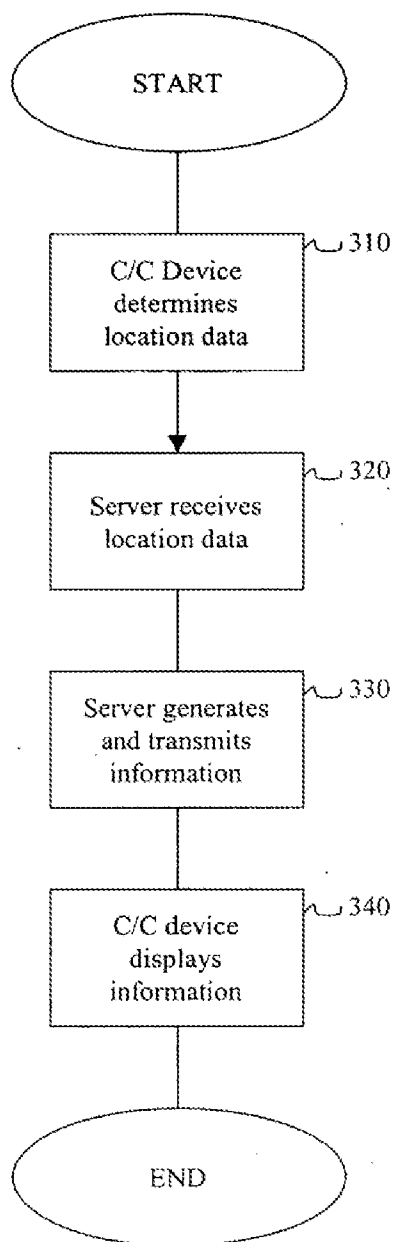 START
310
C/C Device
determines
location data
320
Server receives
location data
330
Server generates
and transmits
information
340
C/C device
displays
information
END